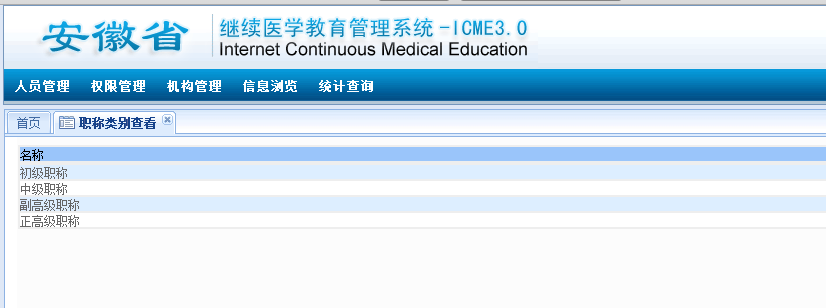 安徽省
继续医学教育管理系统-ICME3.0
Internet Continuous Medical Education
人员管理 权限管理 机构管理 信息浏览 统计查询
首页 职称类别查看
名称
初级职称
中级职称
副高级职称
正高级职称